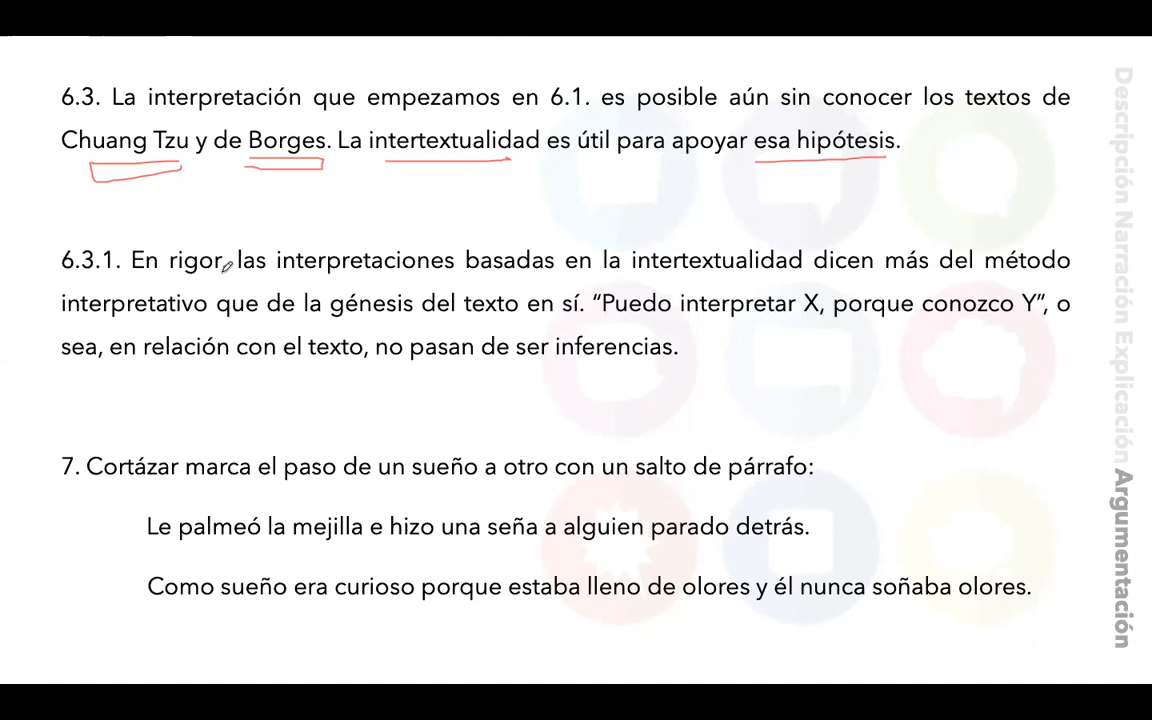 6.3. La interpretación que empezamos en 6.1. es posible aún sin conocer los textos de
Chuang Tzu y de Borges. La intertextualidad es útil para apoyar esa hipótesis.
6.3.1. En rigor, las interpretaciones basadas en la intertextualidad dicen más del método
interpretativo que de la génesis del texto en sí. “Puedo interpretar X, porque conozco Y”, o
sea, en relación con el texto, no pasan de ser inferencias.
7. Cortázar marca el paso de un sueño a otro con un salto de párrafo:
Le palmeó la mejilla e hizo una seña a alguien parado detrás.
Como sueño era curioso porque estaba lleno de olores y él nunca soñaba olores.
Descripción Narración Explicación Argumentación